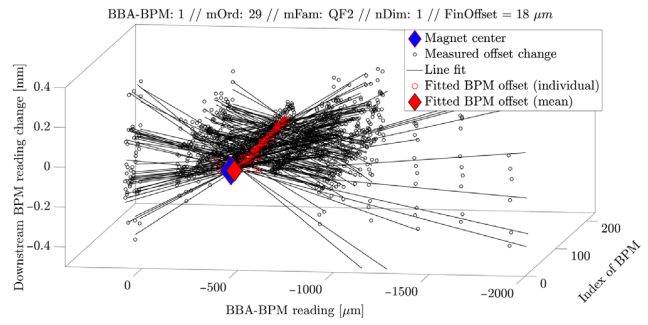 BBA-BPM: 1 // mOrd: 29 // mFam: QF2 // nDim: 1 // FinOffset = 18 μm
Magnet center
Measured offset change
Line fit
Fitted BPM offset (individual)
Fitted BPM offset (mean)
Downstream BPM reading change [mm]
0.4
0.2
0
−0.2
−0.4
0
−500
−1000
−1500
−2000
BBA-BPM reading [μm]
0
100
200
Index of BPM